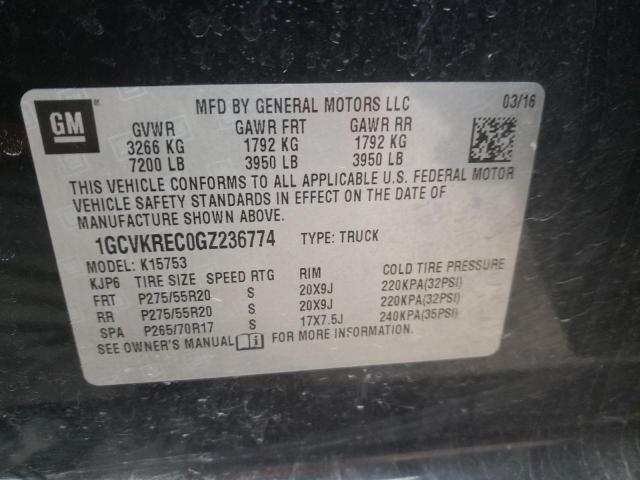 GM
MFD BY GENERAL MOTORS LLC 03/16
GVWR GAWR FRT GAWR RR
3266 KG 1792 KG 1792 KG
7200 LB 3950 LB 3950 LB
THIS VEHICLE CONFORMS TO ALL APPLICABLE U.S. FEDERAL MOTOR
VEHICLE SAFETY STANDARDS IN EFFECT ON THE DATE OF
MANUFACTURE SHOWN ABOVE.
1GCVKREC0GZ236774 TYPE: TRUCK
MODEL: K15753
KJP6 TIRE SIZE SPEED RTG RIM COLD TIRE PRESSURE
FRT P275/55R20 S 20X9J 220KPA(32PSI)
RR P275/55R20 S 20X9J 220KPA(32PSI)
SPA P265/70R17 S 17X7.5J 240KPA(35PSI)
SEE OWNER'S MANUAL FOR MORE INFORMATION.